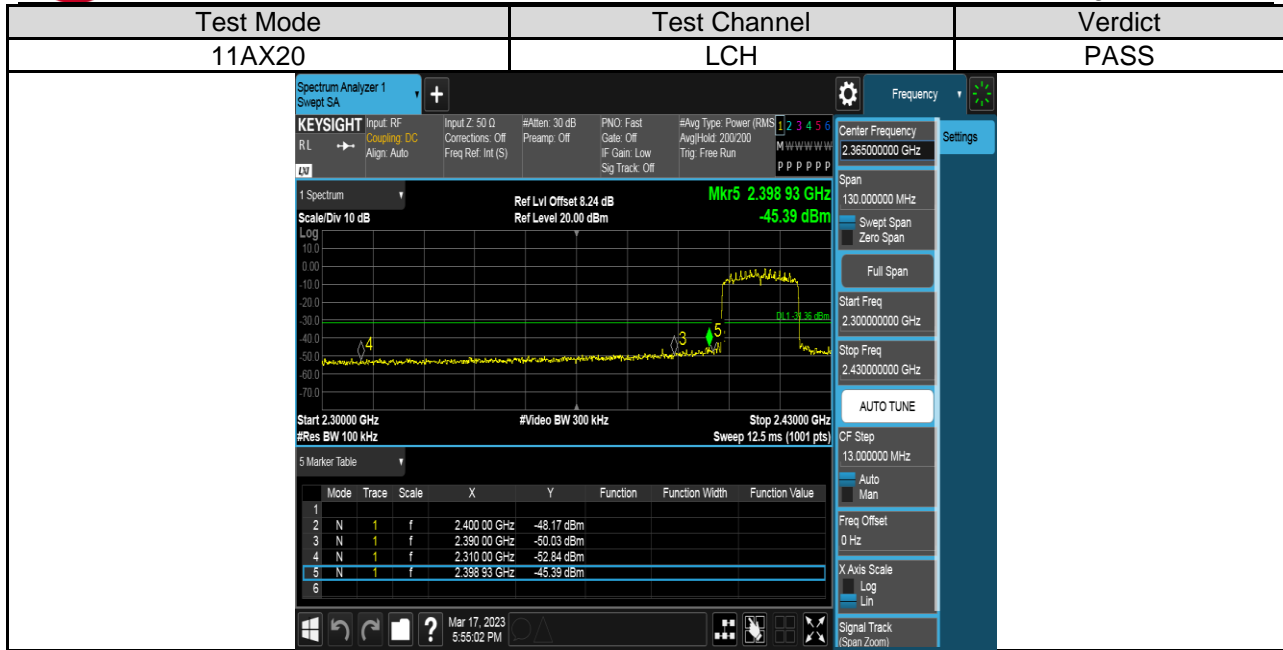 Test Mode Test Channel Verdict
11AX20 LCH PASS
Spectrum Analyzer 1
Swept SA
+
Frequency
KEYSIGHT Input: RF Input Z: 50 Ω #Atten: 30 dB PNO: Fast #Avg Type: Power (RMS 1 2 3 4 5 6
RL Coupling: DC Corrections: Off Preamp: Off Gate: Off Avg|Hold: 200/200 M W W W W W
Align: Auto Freq Ref: Int (S) IF Gain: Low Trig: Free Run
LXI Sig Track: Off P P P P P P
1 Spectrum Ref Lvl Offset 8.24 dB Mkr5 2.398 93 GHz
Scale/Div 10 dB Ref Level 20.00 dBm -45.39 dBm
Log
10.0
0.00
-10.0
-20.0
-30.0 DL1 -31.36 dBm
-40.0
-50.0
-60.0
-70.0
4 3 5
Start 2.30000 GHz #Video BW 300 kHz Stop 2.43000 GHz
#Res BW 100 kHz Sweep 12.5 ms (1001 pts)
5 Marker Table
Mode Trace Scale X Y Function Function Width Function Value
1
2 N 1 f 2.400 00 GHz -48.17 dBm
3 N 1 f 2.390 00 GHz -50.03 dBm
4 N 1 f 2.310 00 GHz -52.84 dBm
5 N 1 f 2.398 93 GHz -45.39 dBm
6
? Mar 17, 2023
5:55:02 PM
Center Frequency
2.365000000 GHz
Settings
Span
130.000000 MHz
Swept Span
Zero Span
Full Span
Start Freq
2.300000000 GHz
Stop Freq
2.430000000 GHz
AUTO TUNE
CF Step
13.000000 MHz
Auto
Man
Freq Offset
0 Hz
X Axis Scale
Log
Lin
Signal Track
(Span Zoom)